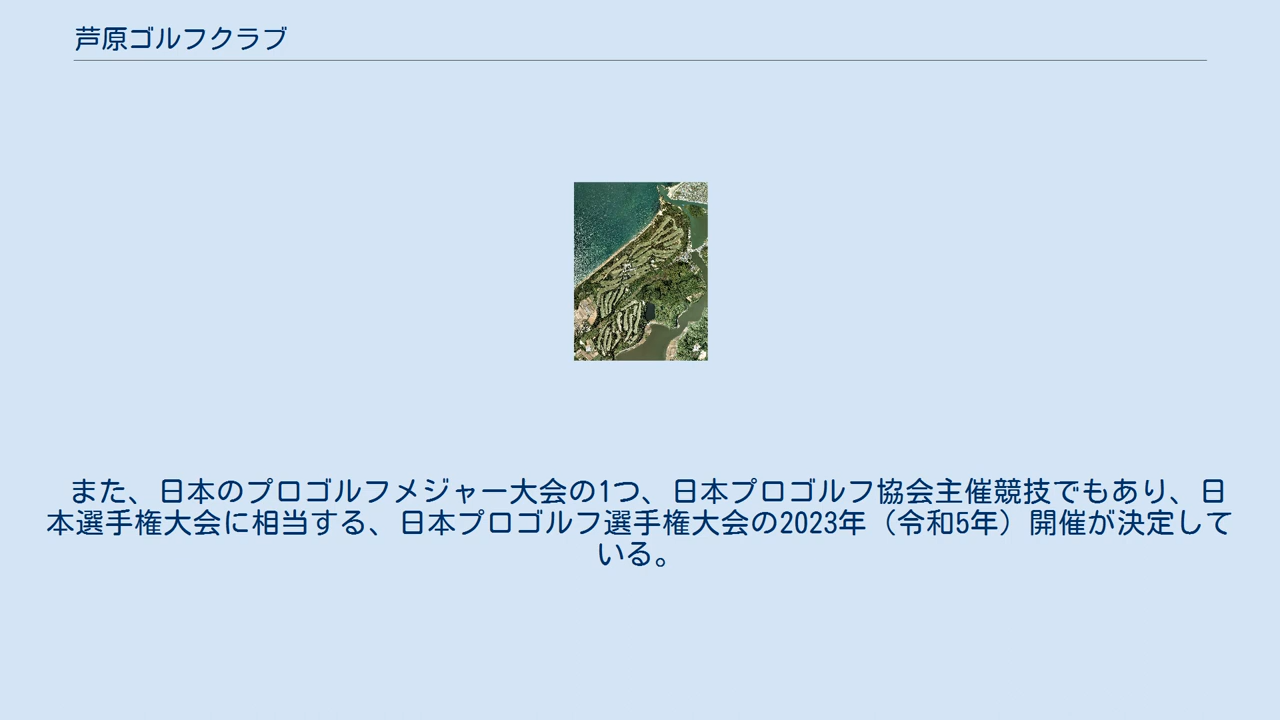 芦原ゴルフクラブ
また、日本のプロゴルフメジャー大会の1つ、日本プロゴルフ協会主催競技でもあり、日
本選手権大会に相当する、日本プロゴルフ選手権大会の2023年（令和5年）開催が決定して
いる。